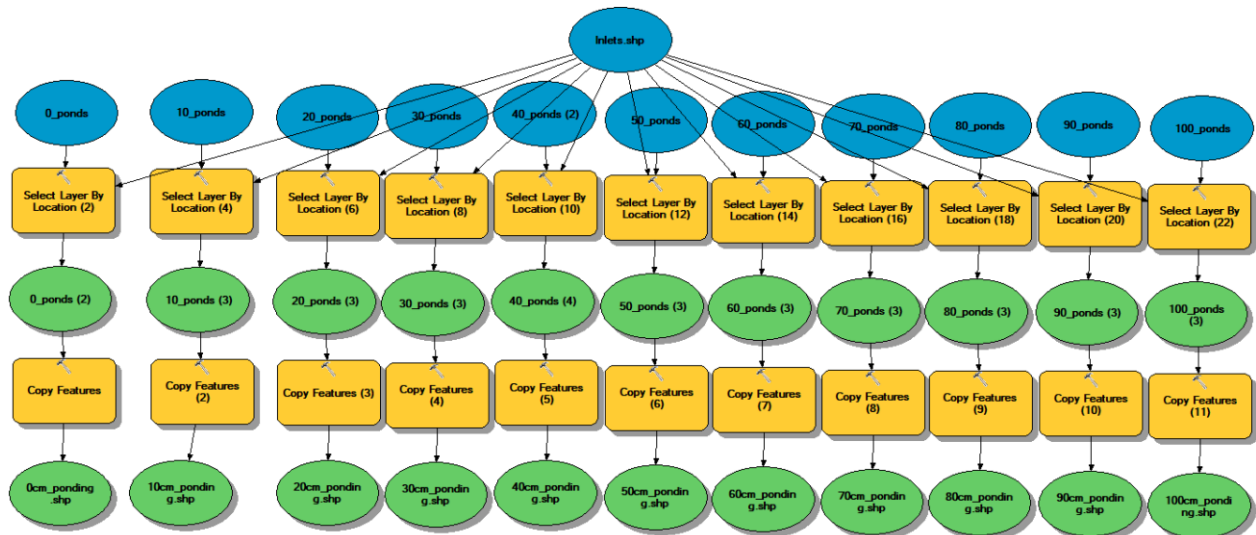 Inlets.shp
0_ponds
10_ponds
20_ponds
30_ponds
40_ponds (2)
50_ponds
60_ponds
70_ponds
80_ponds
90_ponds
100_ponds
Select Layer By
Location (2)
Select Layer By
Location (4)
Select Layer By
Location (6)
Select Layer By
Location (8)
Select Layer By
Location (10)
Select Layer By
Location (12)
Select Layer By
Location (14)
Select Layer By
Location (16)
Select Layer By
Location (18)
Select Layer By
Location (20)
Select Layer By
Location (22)
0_ponds (2)
10_ponds (3)
20_ponds (3)
30_ponds (3)
40_ponds (4)
50_ponds (3)
60_ponds (3)
70_ponds (3)
80_ponds (3)
90_ponds (3)
100_ponds
(3)
Copy Features
Copy Features
(2)
Copy Features (3)
Copy Features
(4)
Copy Features
(5)
Copy Features
(6)
Copy Features
(7)
Copy Features
(8)
Copy Features
(9)
Copy Features
(10)
Copy Features
(11)
0cm_ponding
.shp
10cm_pondin
g.shp
20cm_pondin
g.shp
30cm_pondin
g.shp
40cm_pondin
g.shp
50cm_pondin
g.shp
60cm_pondin
g.shp
70cm_pondin
g.shp
80cm_pondin
g.shp
90cm_pondin
g.shp
100cm_pondi
ng.shp